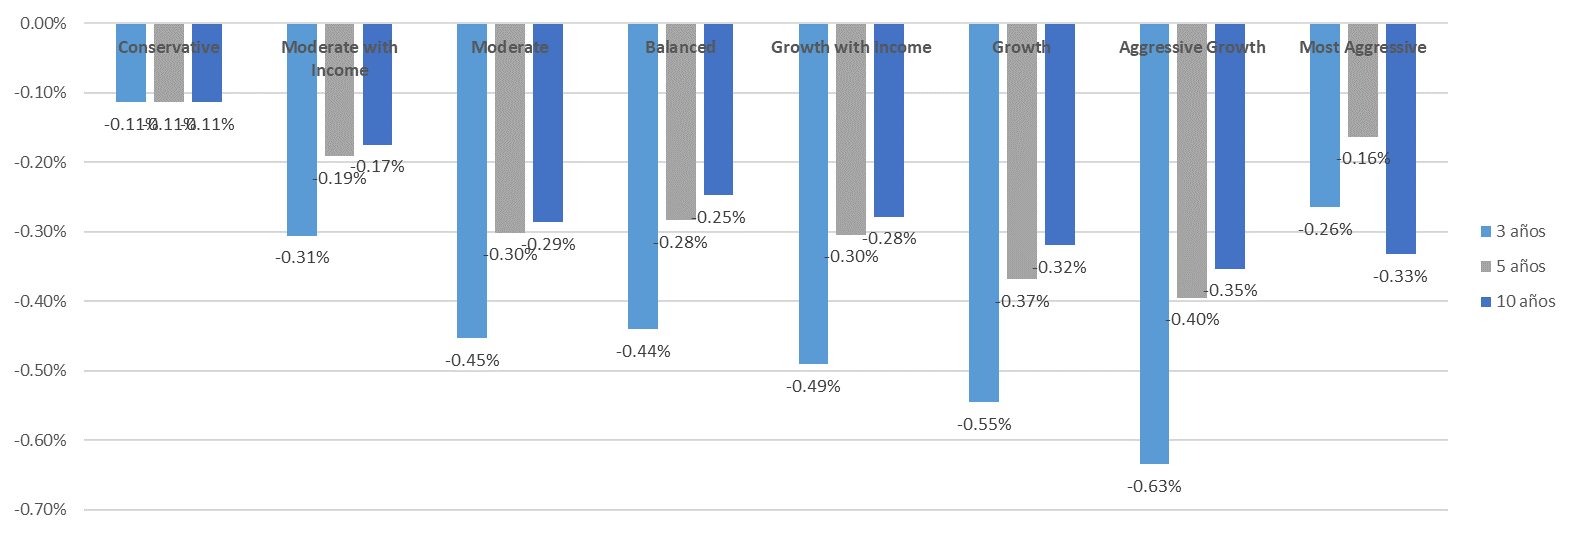 0.00%
-0.10%
-0.20%
-0.30%
-0.40%
-0.50%
-0.60%
-0.70%
Conservative
Moderate with
Income
Moderate
Balanced
Growth with Income
Growth
Aggressive Growth
Most Aggressive
-0.11%
-0.11%
-0.11%
-0.31%
-0.19%
-0.17%
-0.45%
-0.30%
-0.29%
-0.44%
-0.28%
-0.25%
-0.49%
-0.30%
-0.28%
-0.55%
-0.37%
-0.32%
-0.63%
-0.40%
-0.35%
-0.26%
-0.16%
-0.33%
3 años
5 años
10 años